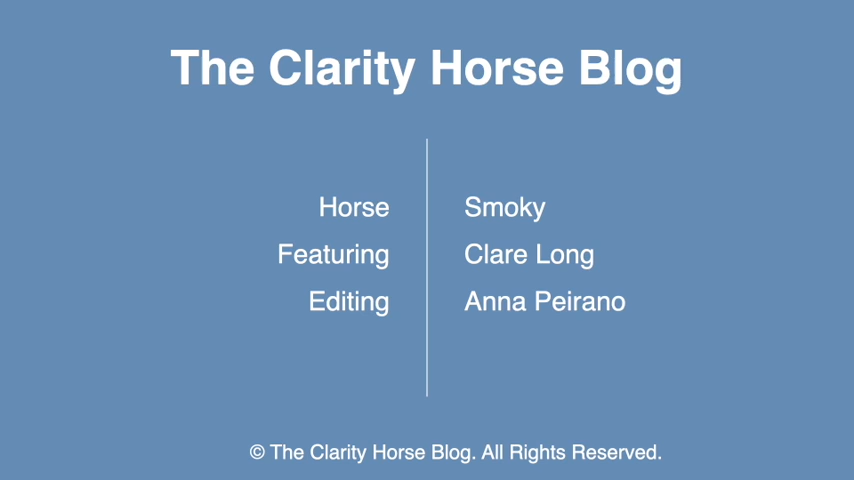 The Clarity Horse Blog
Horse Smoky
Featuring Clare Long
Editing Anna Peirano
© The Clarity Horse Blog. All Rights Reserved.